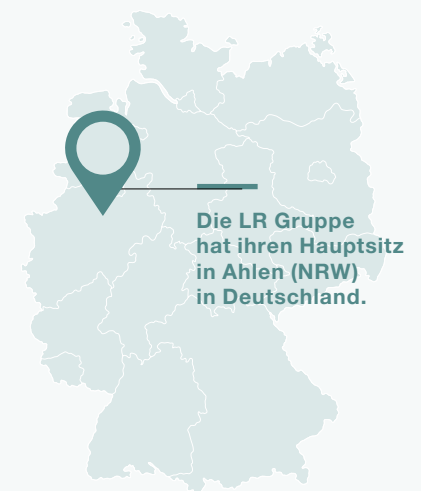 Die LR Gruppe
hat ihren Hauptsitz
in Ahlen (NRW)
in Deutschland.